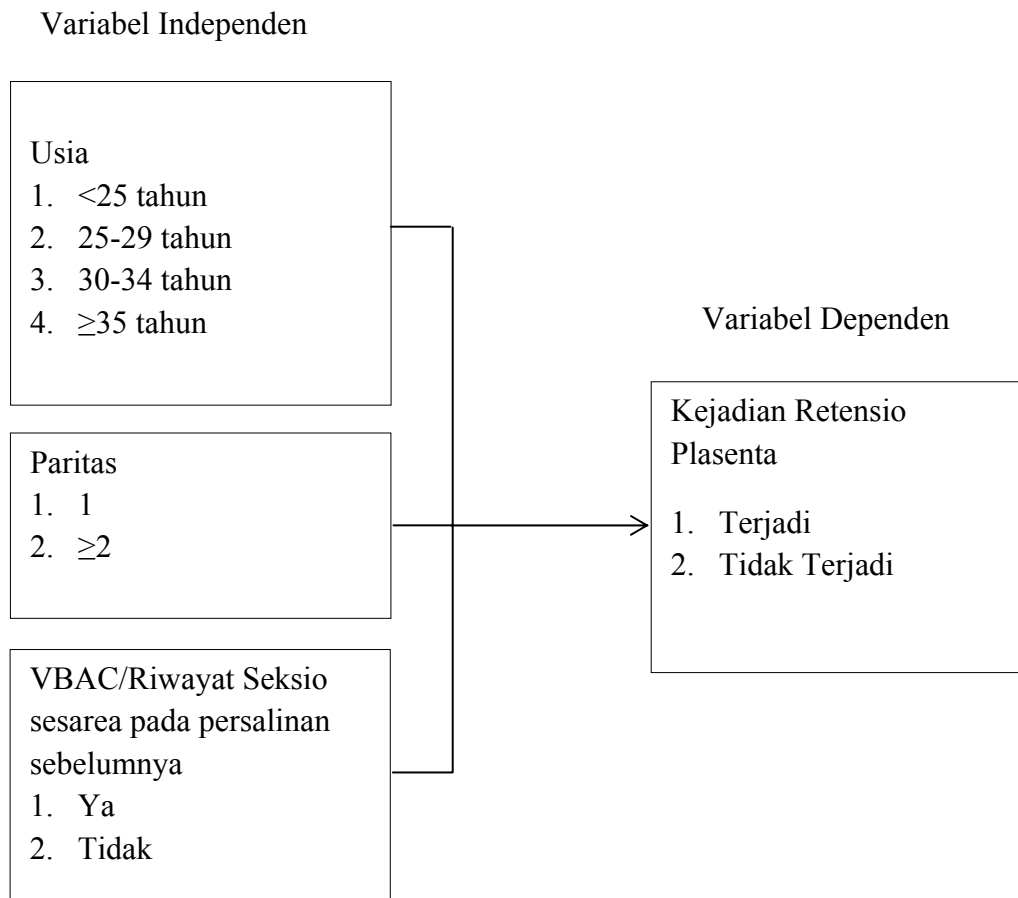 Variabel Independen
Usia
1. <25 tahun
2. 25-29 tahun
3. 30-34 tahun
4. ≥35 tahun
Paritas
1. 1
2. ≥2
VBAC/Riwayat Seksio
sesarea pada persalinan
sebelumnya
1. Ya
2. Tidak
Variabel Dependen
Kejadian Retensio
Plasenta
1. Terjadi
2. Tidak Terjadi